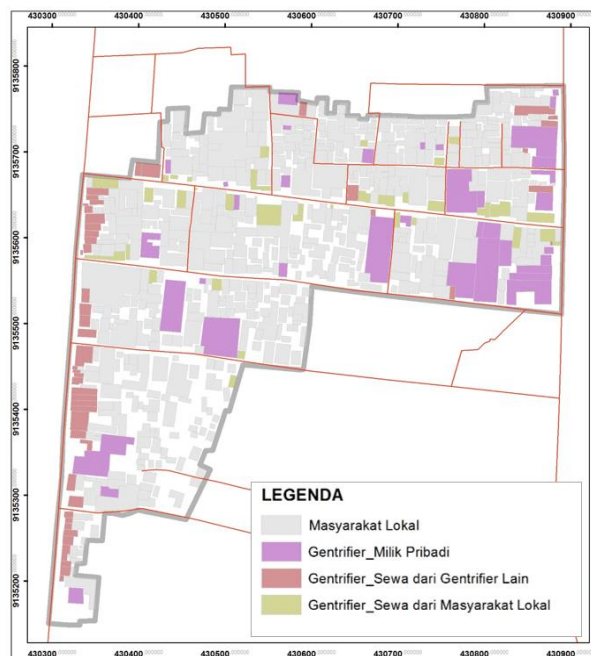 430300 430400 430500 430600 430700 430800 430900
9135800
9135700
9135600
9135500
9135400
9135300
9135200
LEGENDA
Masyarakat Lokal
Gentrifier_Milik Pribadi
Gentrifier_Sewa dari Gentrifier Lain
Gentrifier_Sewa dari Masyarakat Lokal
430300 430400 430500 430600 430700 430800 430900